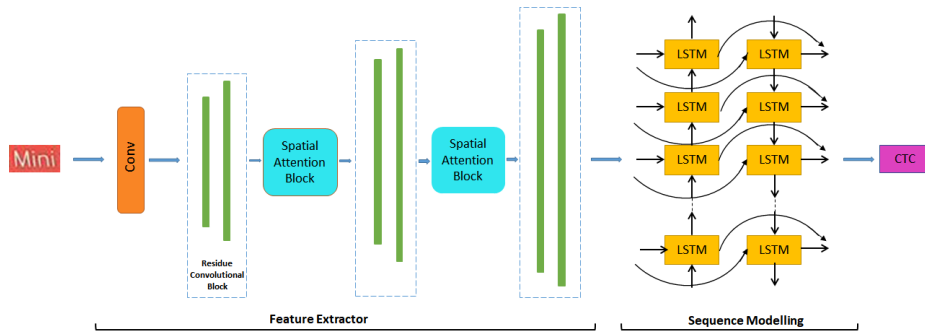 Mini
Conv
Residue
Convolutional
Block
Spatial
Attention
Block
Spatial
Attention
Block
LSTM
LSTM
LSTM
LSTM
LSTM
LSTM
LSTM
LSTM
CTC
Feature Extractor
Sequence Modelling